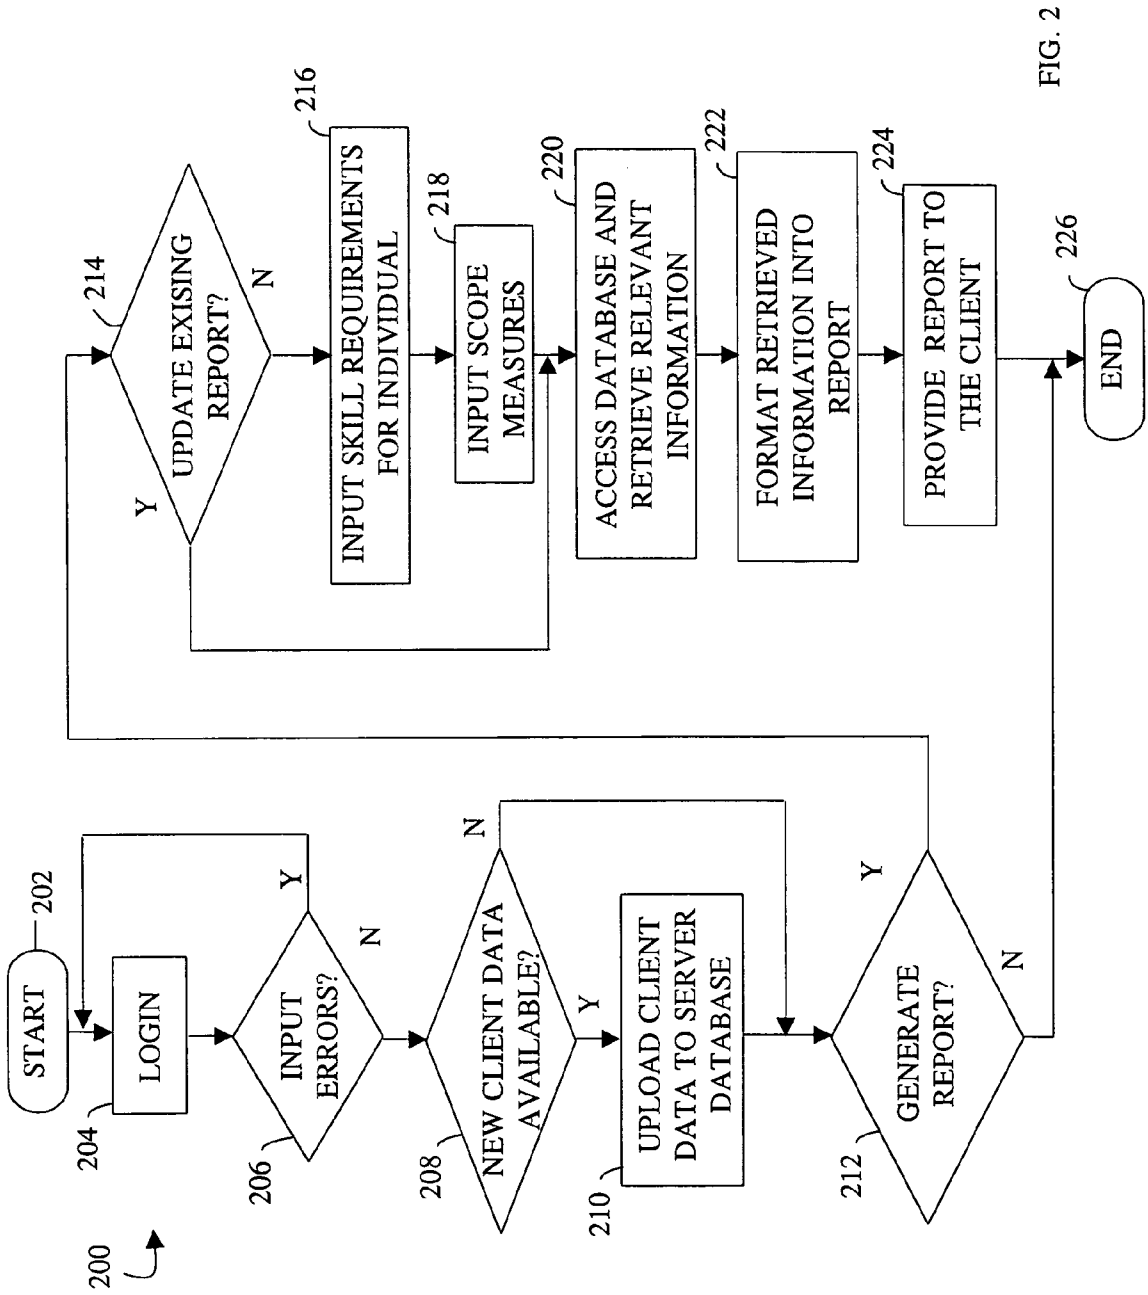 200
START
202
LOGIN
204
INPUT
ERRORS?
206
Y
N
NEW CLIENT DATA
AVAILABLE?
208
N
Y
UPLOAD CLIENT
DATA TO SERVER
DATABASE
210
GENERATE
REPORT?
212
Y
N
UPDATE EXISING
REPORT?
214
Y
N
INPUT SKILL REQUIREMENTS
FOR INDIVIDUAL
216
INPUT SCOPE
MEASURES
218
ACCESS DATABASE AND
RETRIEVE RELEVANT
INFORMATION
220
FORMAT RETRIEVED
INFORMATION INTO
REPORT
222
PROVIDE REPORT TO
THE CLIENT
224
END
226
FIG. 2